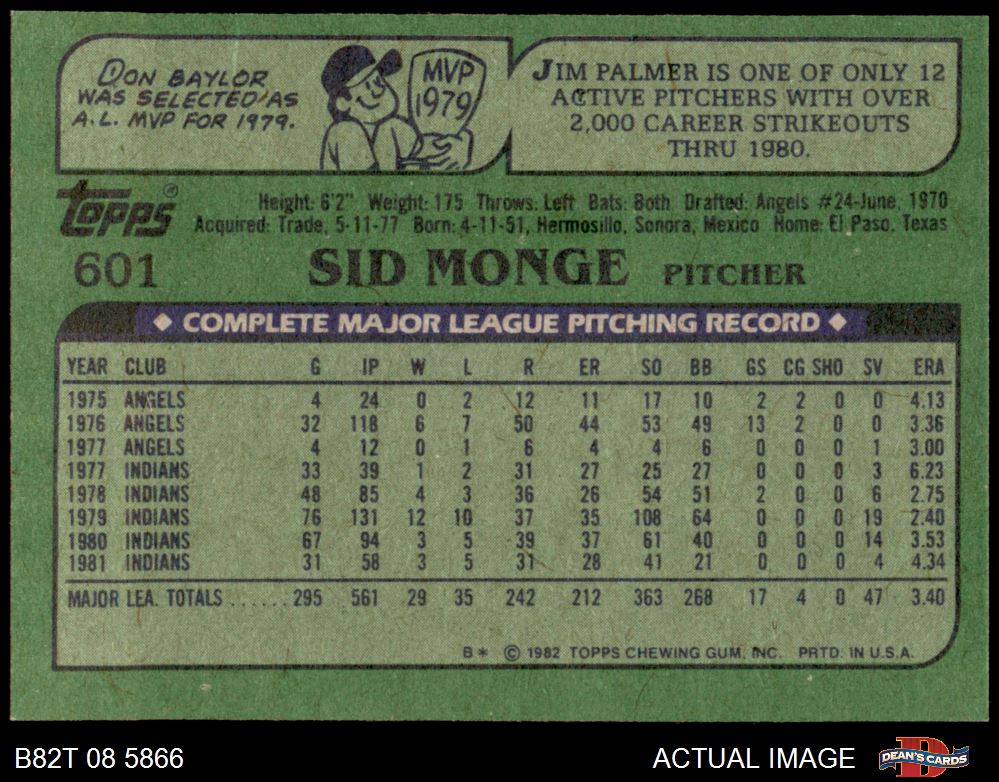 DON BAYLOR
WAS SELECTED AS
A.L. MVP FOR 1979.
MVP
1979
JIM PALMER IS ONE OF ONLY 12
ACTIVE PITCHERS WITH OVER
2,000 CAREER STRIKEOUTS
THRU 1980.
topps®
Height: 6'2" Weight: 175 Throws: Left Bats: Both Drafted: Angels #24-June, 1970
Acquired: Trade, 5-11-77 Born: 4-11-51, Hermosillo, Sonora, Mexico Home: El Paso, Texas
601 SID MONGE PITCHER
◆ COMPLETE MAJOR LEAGUE PITCHING RECORD ◆
YEAR CLUB G IP W L R ER SO BB GS CG SHO SV ERA
1975 ANGELS 4 24 0 2 12 11 17 10 2 2 0 0 4.13
1976 ANGELS 32 118 6 7 50 44 53 49 13 2 0 0 3.36
1977 ANGELS 4 12 0 1 6 4 4 6 0 0 0 1 3.00
1977 INDIANS 33 39 1 2 31 27 25 27 0 0 0 3 6.23
1978 INDIANS 48 85 4 3 36 26 54 51 2 0 0 6 2.75
1979 INDIANS 76 131 12 10 37 35 108 64 0 0 0 19 2.40
1980 INDIANS 67 94 3 5 39 37 61 40 0 0 0 14 3.53
1981 INDIANS 31 58 3 5 31 28 41 21 0 0 0 4 4.34
MAJOR LEA. TOTALS ...... 295 561 29 35 242 212 363 268 17 4 0 47 3.40
B* © 1982 TOPPS CHEWING GUM, INC. PRTD. IN U.S.A.
B82T 08 5866
ACTUAL IMAGE
DEAN'S CARDS